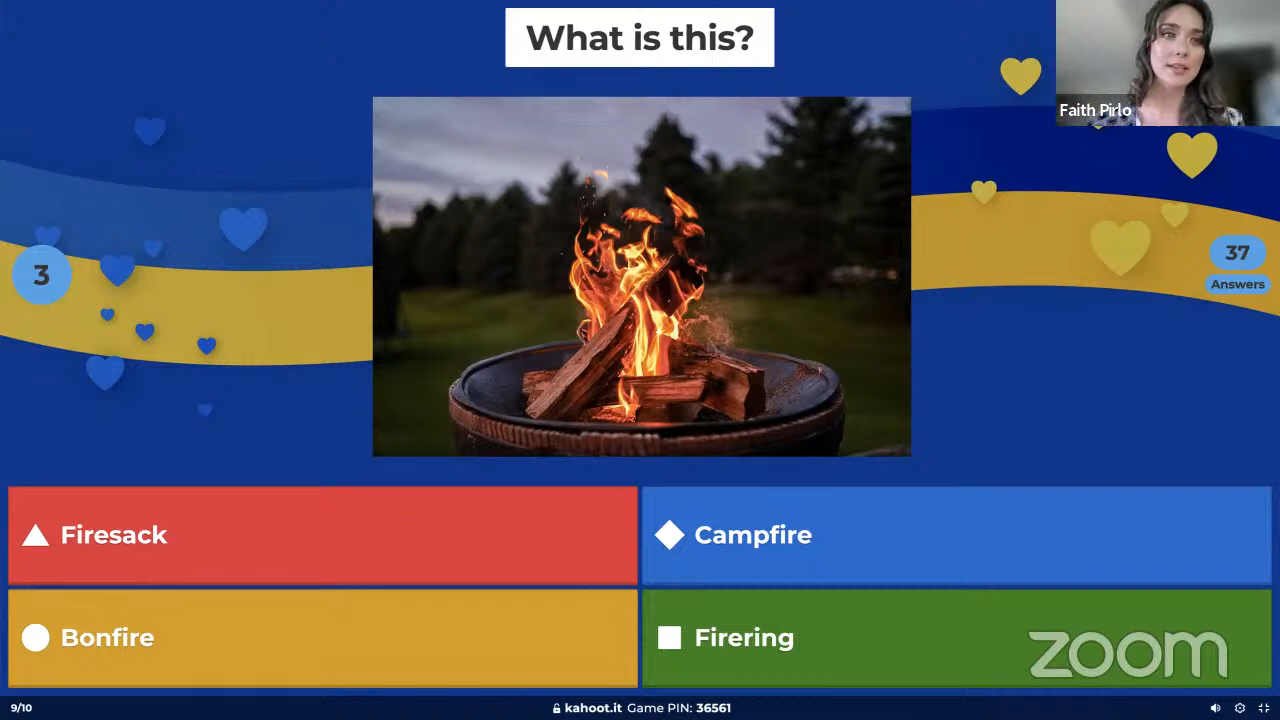 What is this?
Faith Pirlo
3
37
Answers
Firesack
Campfire
Bonfire
Firering
zoom
9/10
kahoot.it Game PIN: 36561